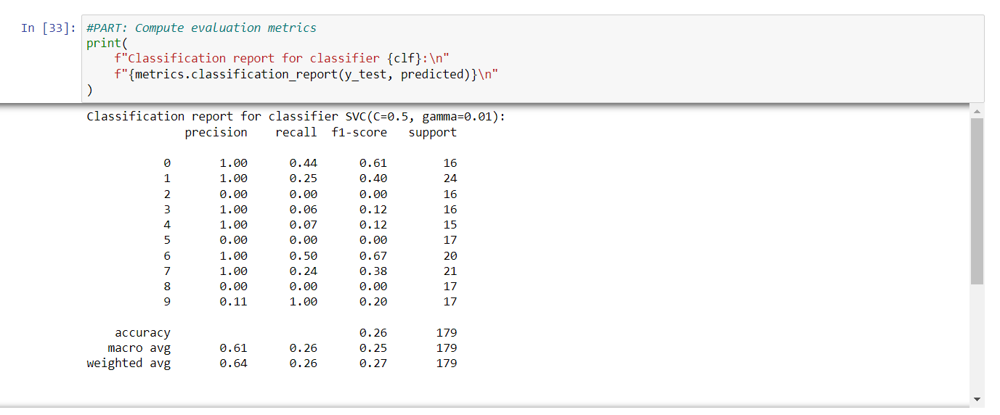 In [33]: #PART: Compute evaluation metrics
print(
    f"Classification report for classifier {clf}:\n"
    f"{metrics.classification_report(y_test, predicted)}\n"
)
Classification report for classifier SVC(C=0.5, gamma=0.01):
              precision    recall  f1-score   support

           0       1.00      0.44      0.61        16
           1       1.00      0.25      0.40        24
           2       0.00      0.00      0.00        16
           3       1.00      0.06      0.12        16
           4       1.00      0.07      0.12        15
           5       0.00      0.00      0.00        17
           6       1.00      0.50      0.67        20
           7       1.00      0.24      0.38        21
           8       0.00      0.00      0.00        17
           9       0.11      1.00      0.20        17

    accuracy                           0.26       179
   macro avg       0.61      0.26      0.25       179
weighted avg       0.64      0.26      0.27       179